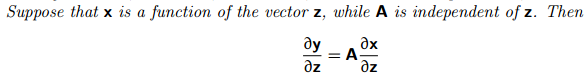 Suppose that x is a function of the vector z, while A is independent of z. Then
∂y/∂z = A ∂x/∂z